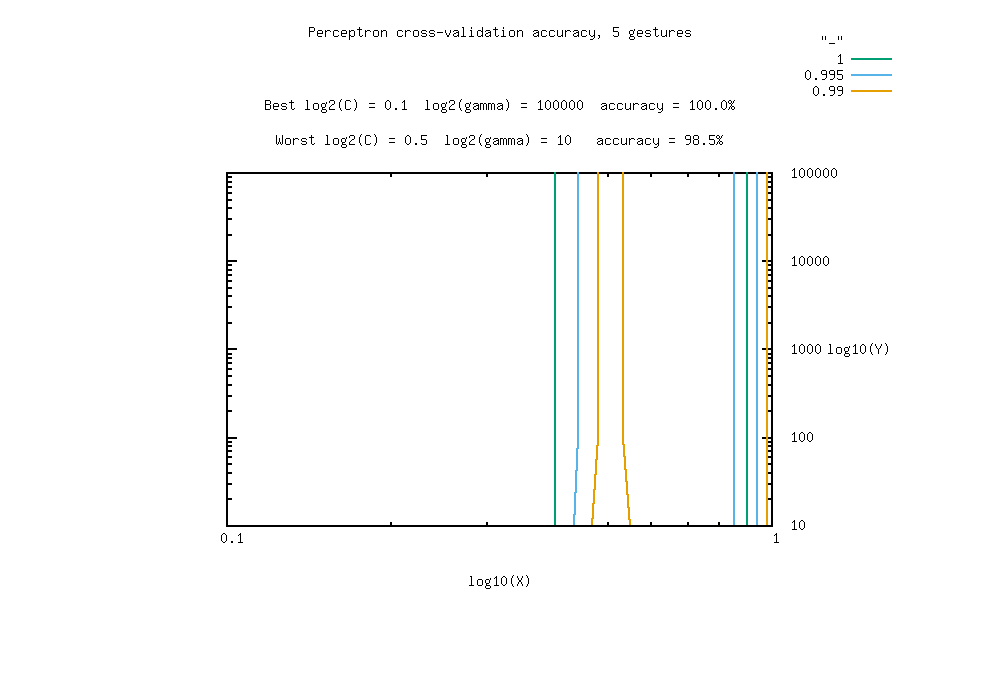 Perceptron cross-validation accuracy, 5 gestures
"_"
1
0.995
0.99
Best log2(C) = 0.1  log2(gamma) = 100000  accuracy = 100.0%
Worst log2(C) = 0.5  log2(gamma) = 10   accuracy = 98.5%
100000
10000
1000 log10(Y)
100
10
0.1 1
log10(X)